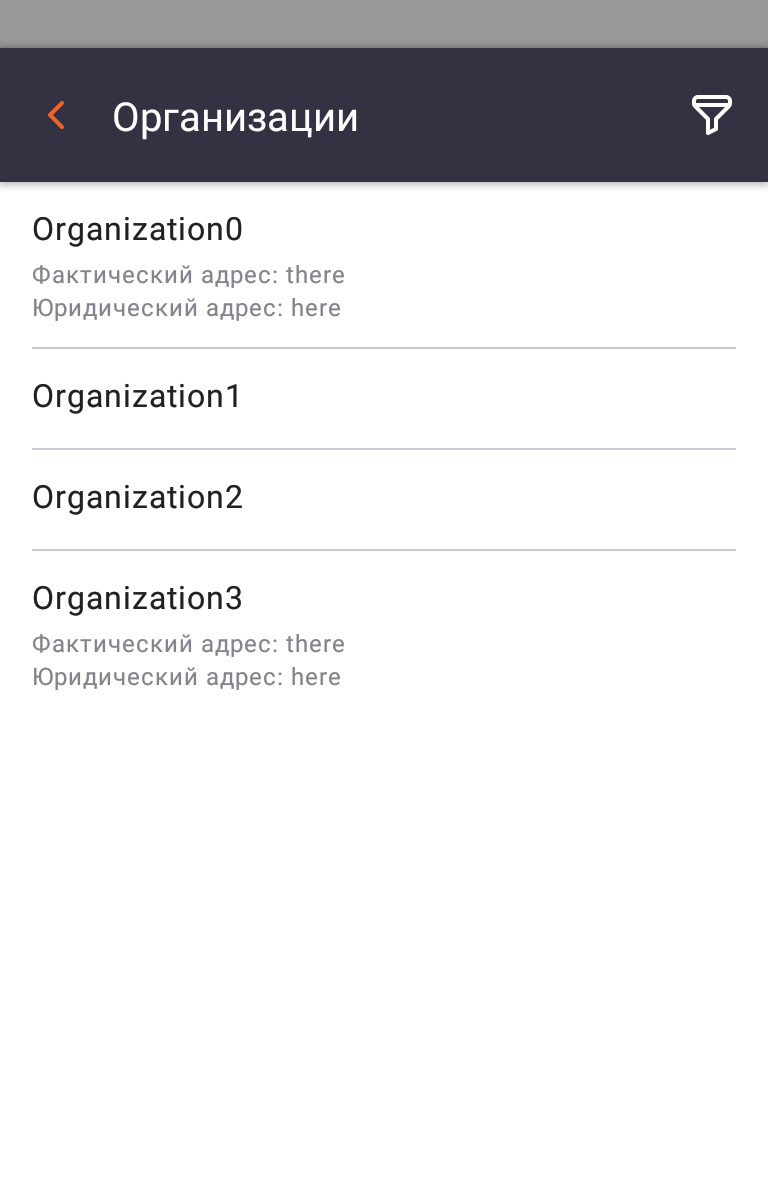 Организации
Organization0
Фактический адрес: there
Юридический адрес: here
Organization1
Organization2
Organization3
Фактический адрес: there
Юридический адрес: here